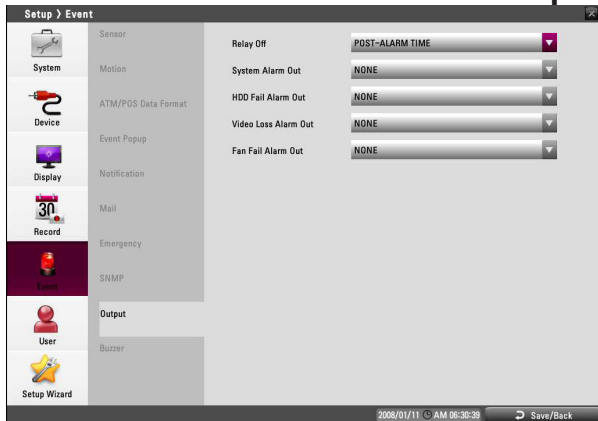 Setup > Event
System
Device
Display
30
Record
Event
User
Setup Wizard
Sensor
Motion
ATM/POS Data Format
Event Popup
Notification
Mail
Emergency
SNMP
Output
Buzzer
Relay Off POST-ALARM TIME
System Alarm Out NONE
HDD Fail Alarm Out NONE
Video Loss Alarm Out NONE
Fan Fail Alarm Out NONE
2008/01/11 AM 06:30:39 Save/Back